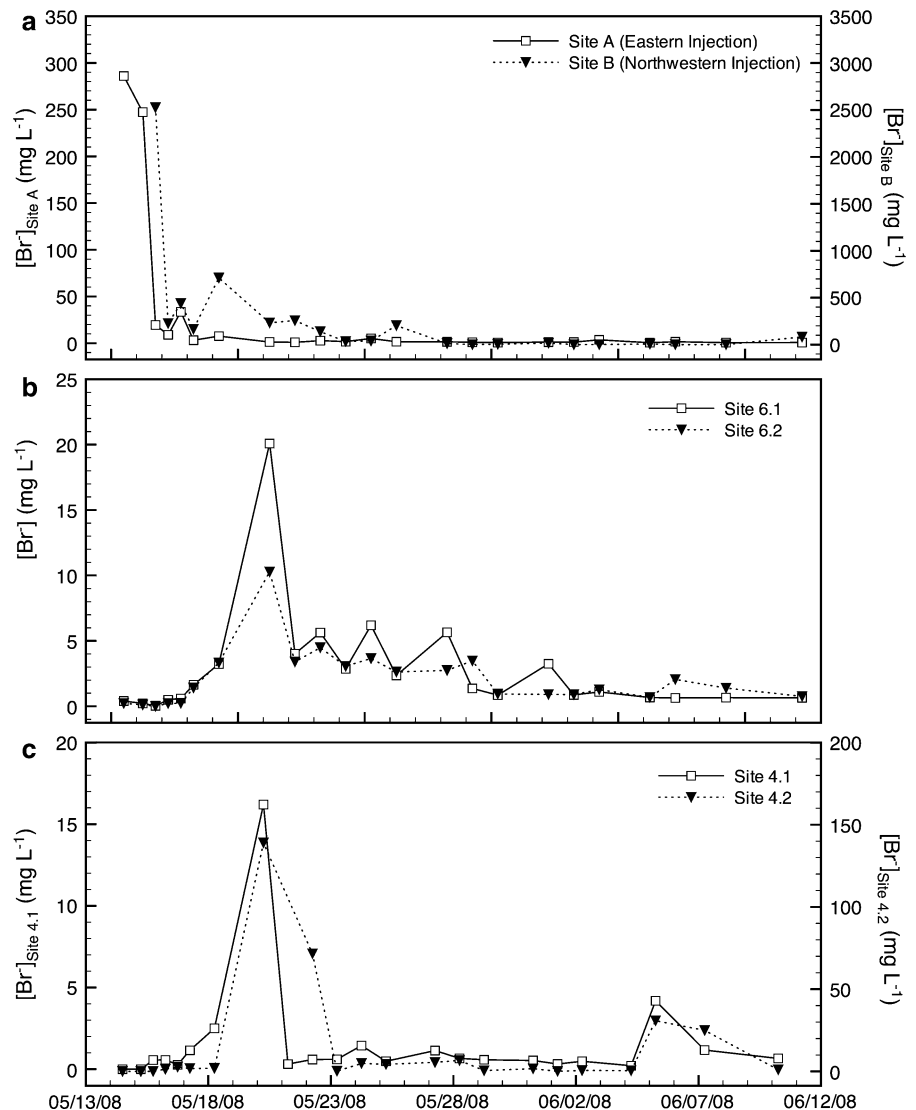 a
350
300
250
200
150
100
50
0
[Br-]Site A (mg L-1)
Site A (Eastern Injection)
Site B (Northwestern Injection)
3500
3000
2500
2000
1500
1000
500
0
[Br-]Site B (mg L-1)
b
25
20
15
10
5
0
[Br-] (mg L-1)
Site 6.1
Site 6.2
c
20
15
10
5
0
[Br-]Site 4.1 (mg L-1)
Site 4.1
Site 4.2
200
150
100
50
0
[Br-]Site 4.2 (mg L-1)
05/13/08 05/18/08 05/23/08 05/28/08 06/02/08 06/07/08 06/12/08